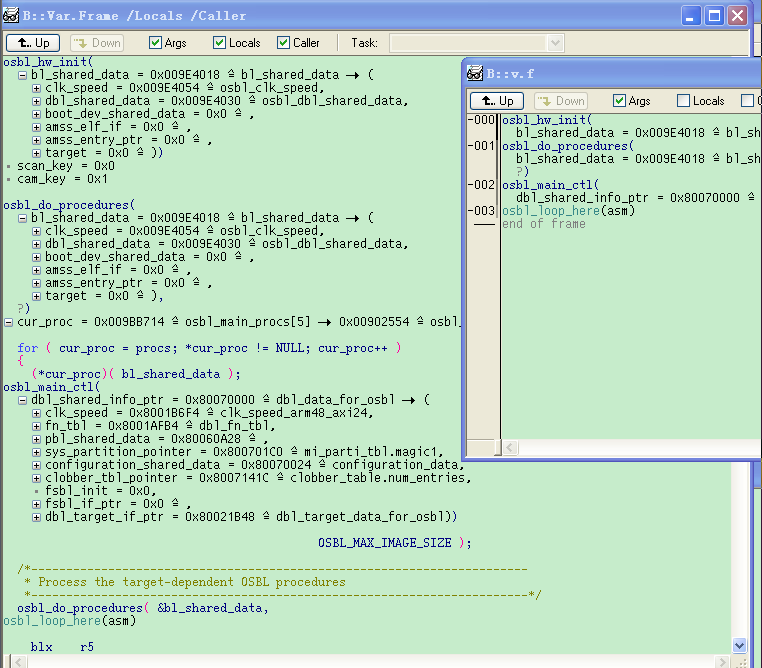 B::Var.Frame /Locals /Caller
Up Down Args Locals Caller Task:
osbl_hw_init(
bl_shared_data = 0x009E4018 ≙ bl_shared_data → (
clk_speed = 0x009E4054 ≙ osbl_clk_speed,
dbl_shared_data = 0x009E4030 ≙ osbl_dbl_shared_data,
boot_dev_shared_data = 0x0 ≙ ,
amss_elf_if = 0x0 ≙ ,
amss_entry_ptr = 0x0 ≙ ,
target = 0x0 ≙ ))
scan_key = 0x0
cam_key = 0x1
osbl_do_procedures(
bl_shared_data = 0x009E4018 ≙ bl_shared_data → (
clk_speed = 0x009E4054 ≙ osbl_clk_speed,
dbl_shared_data = 0x009E4030 ≙ osbl_dbl_shared_data,
boot_dev_shared_data = 0x0 ≙ ,
amss_elf_if = 0x0 ≙ ,
amss_entry_ptr = 0x0 ≙ ,
target = 0x0 ≙ ),
?)
cur_proc = 0x009BB714 ≙ osbl_main_procs[5] → 0x00902554 ≙ osbl_
for ( cur_proc = procs; *cur_proc != NULL; cur_proc++ )
{
(*cur_proc)( bl_shared_data );
osbl_main_ctl(
dbl_shared_info_ptr = 0x80070000 ≙ dbl_data_for_osbl → (
clk_speed = 0x8001B6F4 ≙ clk_speed_arm48_axi24,
fn_tbl = 0x8001AFB4 ≙ dbl_fn_tbl,
pbl_shared_data = 0x80060A28 ≙ ,
sys_partition_pointer = 0x800701C0 ≙ mi_parti_tbl.magic1,
configuration_shared_data = 0x80070024 ≙ configuration_data,
clobber_tbl_pointer = 0x8007141C ≙ clobber_table.num_entries,
fsbl_init = 0x0,
fsbl_if_ptr = 0x0 ≙ ,
dbl_target_if_ptr = 0x80021B48 ≙ dbl_target_data_for_osbl))
OSBL_MAX_IMAGE_SIZE );
/*-----------------------------------------------------------------------
* Process the target-dependent OSBL procedures
*-----------------------------------------------------------------------*/
osbl_do_procedures( &bl_shared_data,
osbl_loop_here(asm)
blx r5
B::v.f
Up Down Args Locals
-000 osbl_hw_init(
bl_shared_data = 0x009E4018 ≙ bl_sh
-001 osbl_do_procedures(
bl_shared_data = 0x009E4018 ≙ bl_sh
?)
-002 osbl_main_ctl(
dbl_shared_info_ptr = 0x80070000 ≙
-003 osbl_loop_here(asm)
end of frame